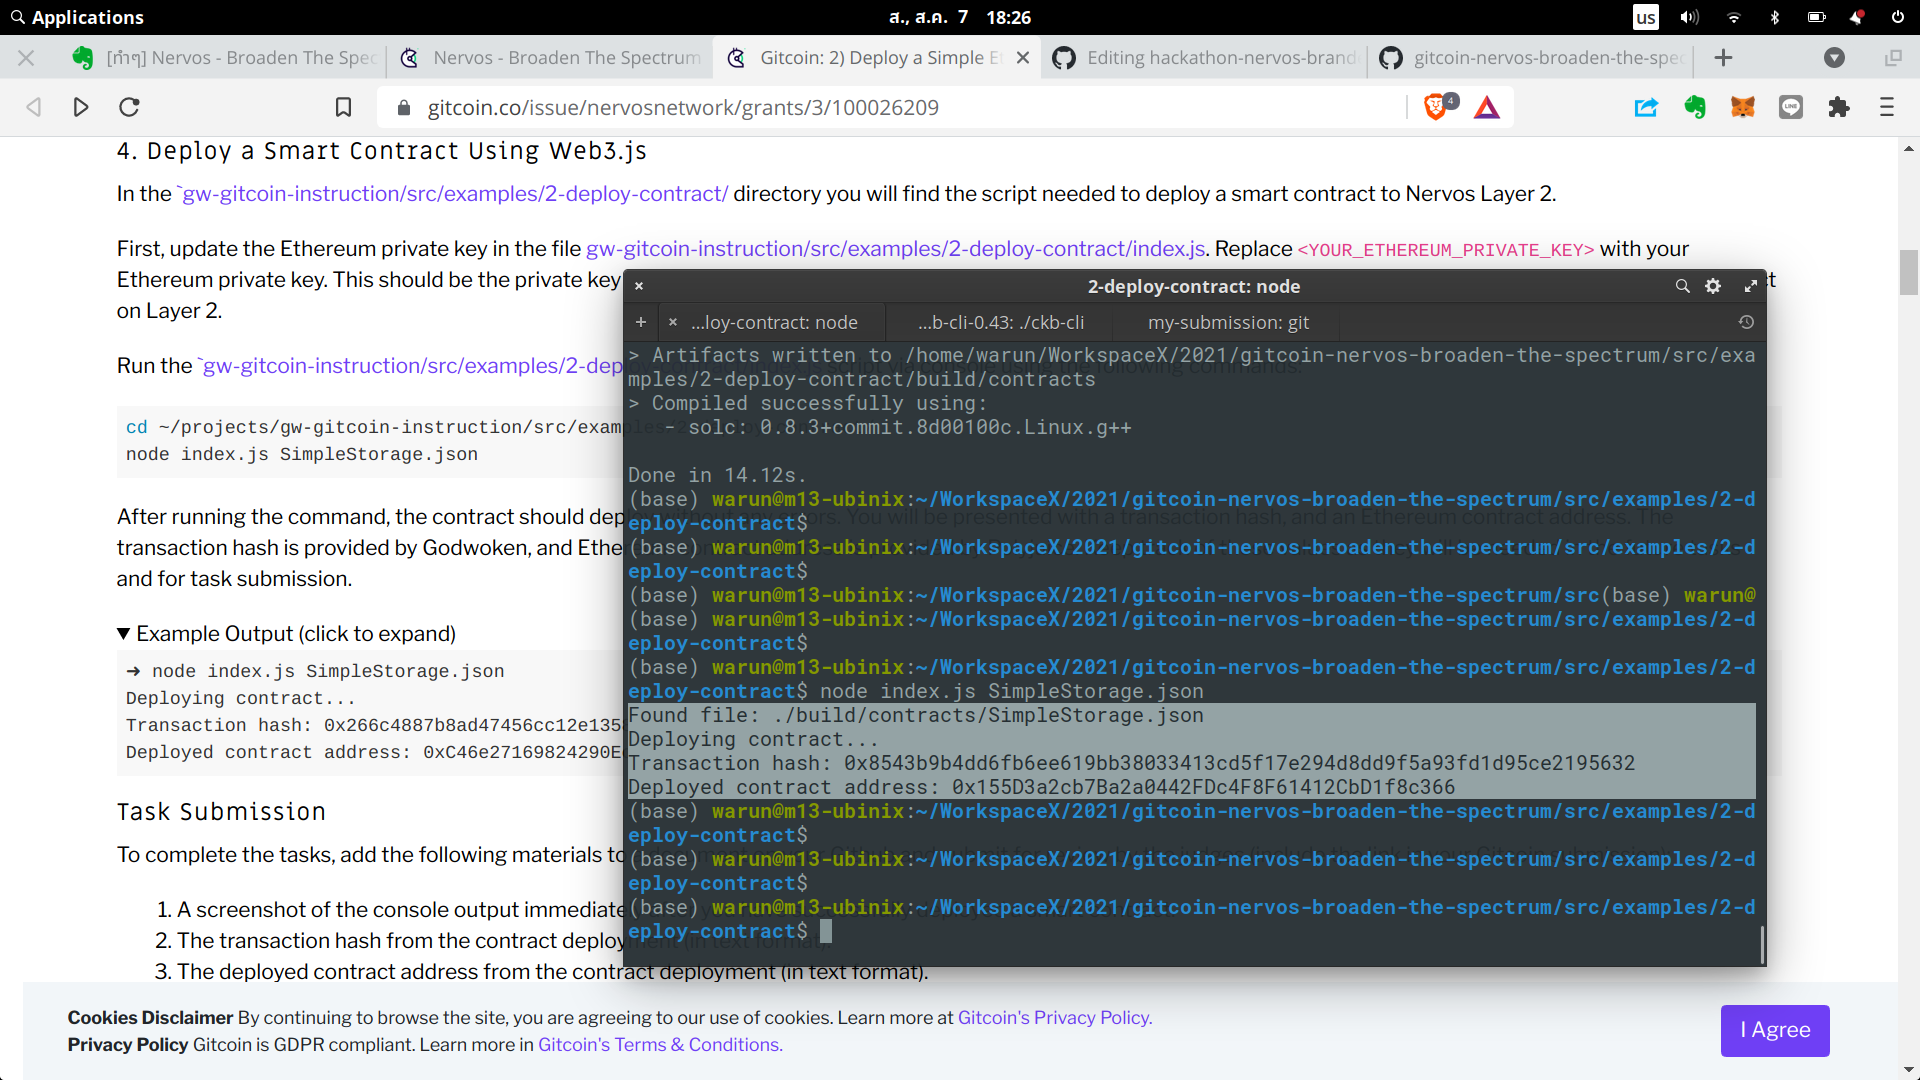 Applications
ส., ส.ค. 7 18:26
us
[ทำๆ] Nervos - Broaden The Spec
Nervos - Broaden The Spectrum
Gitcoin: 2) Deploy a Simple Et
Editing hackathon-nervos-brand
gitcoin-nervos-broaden-the-spec
gitcoin.co/issue/nervosnetwork/grants/3/100026209
4
LINE
4. Deploy a Smart Contract Using Web3.js
In the `gw-gitcoin-instruction/src/examples/2-deploy-contract/ directory you will find the script needed to deploy a smart contract to Nervos Layer 2.
First, update the Ethereum private key in the file gw-gitcoin-instruction/src/examples/2-deploy-contract/index.js. Replace <YOUR_ETHEREUM_PRIVATE_KEY> with your
Ethereum private key. This should be the private key
on Layer 2.
Run the `gw-gitcoin-instruction/src/examples/2-dep
cd ~/projects/gw-gitcoin-instruction/src/exam
node index.js SimpleStorage.json
After running the command, the contract should dep
transaction hash is provided by Godwoken, and Ethe
and for task submission.
▼ Example Output (click to expand)
➜ node index.js SimpleStorage.json
Deploying contract...
Transaction hash: 0x266c4887b8ad47456cc12e135
Deployed contract address: 0xC46e27169824290E
Task Submission
To complete the tasks, add the following materials to
1. A screenshot of the console output immediate
2. The transaction hash from the contract deployment (in text format).
3. The deployed contract address from the contract deployment (in text format).
2-deploy-contract: node
...loy-contract: node
...b-cli-0.43: ./ckb-cli
my-submission: git
> Artifacts written to /home/warun/WorkspaceX/2021/gitcoin-nervos-broaden-the-spectrum/src/exa
mples/2-deploy-contract/build/contracts
> Compiled successfully using:
- solc: 0.8.3+commit.8d00100c.Linux.g++
Done in 14.12s.
(base) warun@m13-ubinix:~/WorkspaceX/2021/gitcoin-nervos-broaden-the-spectrum/src/examples/2-d
eploy-contract$
(base) warun@m13-ubinix:~/WorkspaceX/2021/gitcoin-nervos-broaden-the-spectrum/src/examples/2-d
eploy-contract$
(base) warun@m13-ubinix:~/WorkspaceX/2021/gitcoin-nervos-broaden-the-spectrum/src(base) warun@
(base) warun@m13-ubinix:~/WorkspaceX/2021/gitcoin-nervos-broaden-the-spectrum/src/examples/2-d
eploy-contract$
(base) warun@m13-ubinix:~/WorkspaceX/2021/gitcoin-nervos-broaden-the-spectrum/src/examples/2-d
eploy-contract$ node index.js SimpleStorage.json
Found file: ./build/contracts/SimpleStorage.json
Deploying contract...
Transaction hash: 0x8543b9b4dd6fb6ee619bb38033413cd5f17e294d8dd9f5a93fd1d95ce2195632
Deployed contract address: 0x155D3a2cb7Ba2a0442FDc4F8F61412CbD1f8c366
(base) warun@m13-ubinix:~/WorkspaceX/2021/gitcoin-nervos-broaden-the-spectrum/src/examples/2-d
eploy-contract$
(base) warun@m13-ubinix:~/WorkspaceX/2021/gitcoin-nervos-broaden-the-spectrum/src/examples/2-d
eploy-contract$
(base) warun@m13-ubinix:~/WorkspaceX/2021/gitcoin-nervos-broaden-the-spectrum/src/examples/2-d
eploy-contract$
Cookies Disclaimer By continuing to browse the site, you are agreeing to our use of cookies. Learn more at Gitcoin's Privacy Policy.
Privacy Policy Gitcoin is GDPR compliant. Learn more in Gitcoin's Terms & Conditions.
I Agree